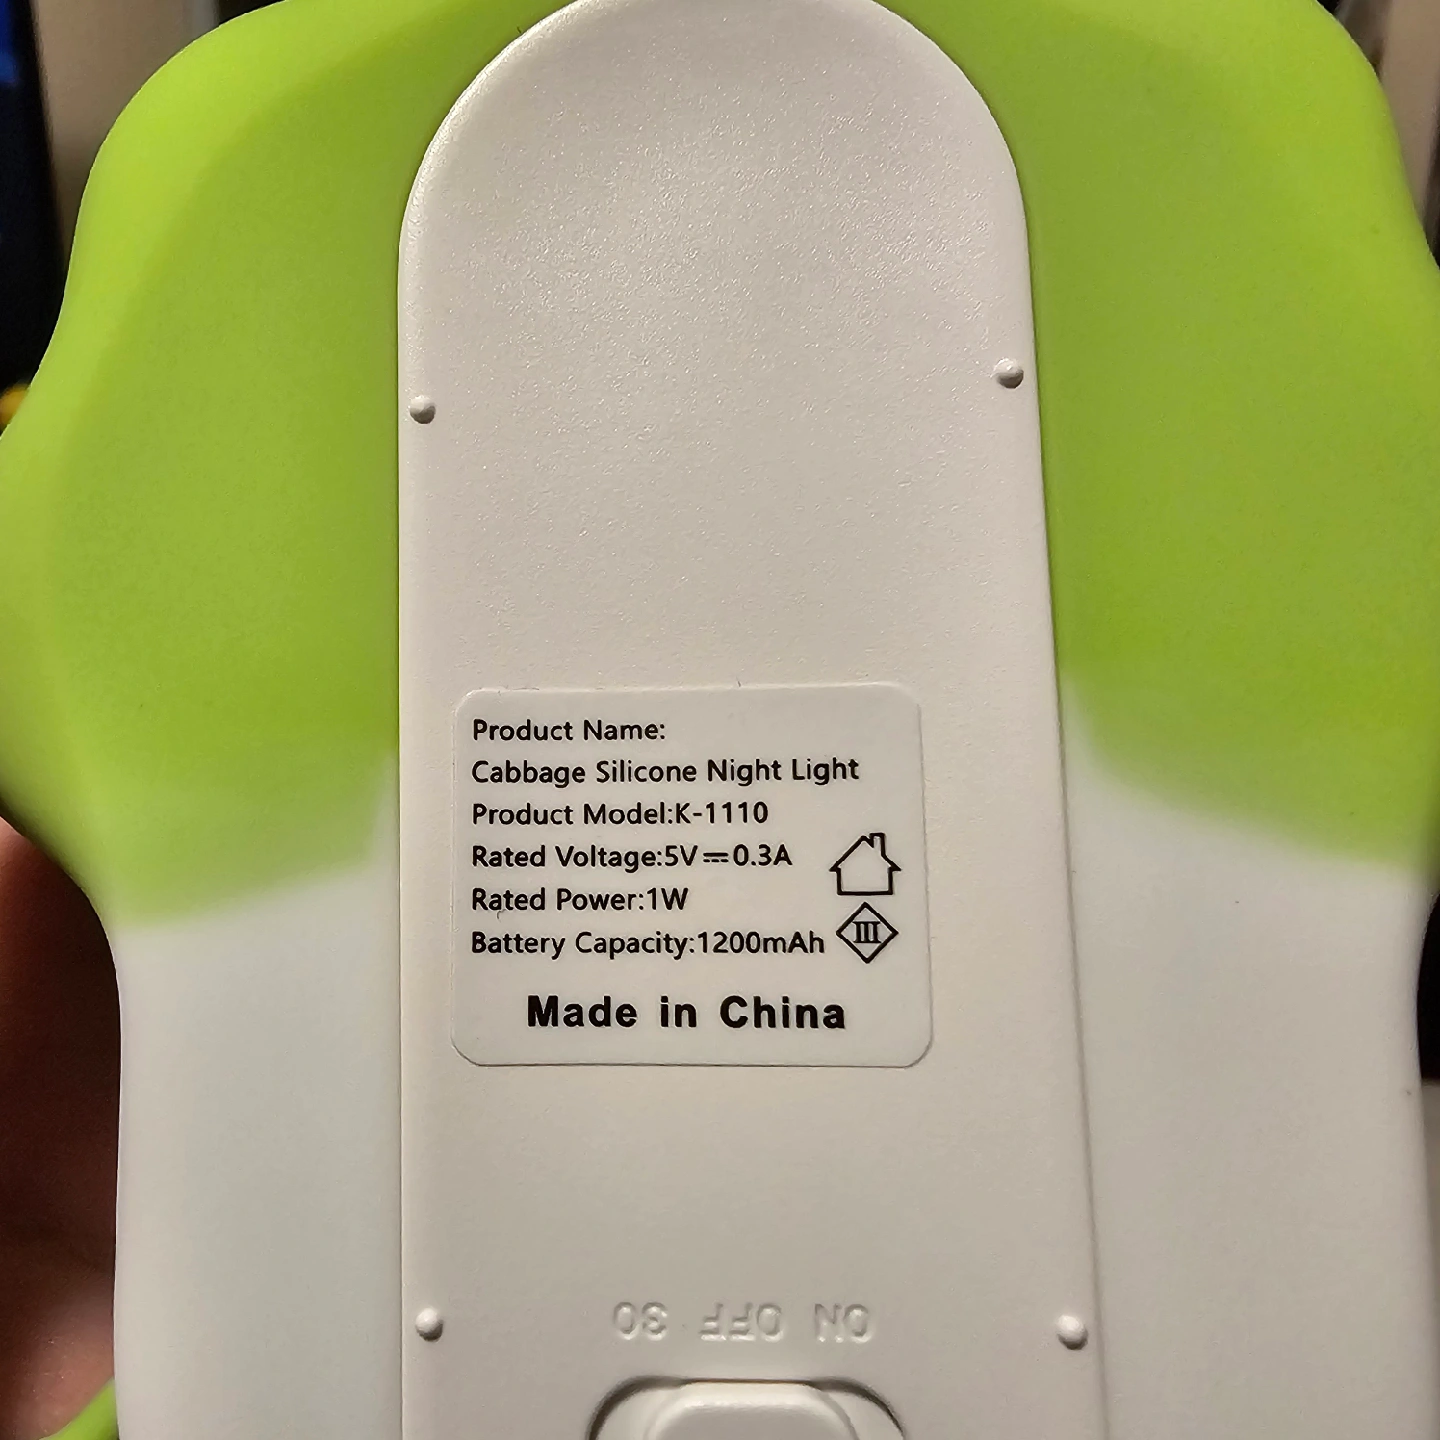 Product Name:
Cabbage Silicone Night Light
Product Model:K-1110
Rated Voltage:5V⎓0.3A
Rated Power:1W
Battery Capacity:1200mAh
III
Made in China
ON OFF 30